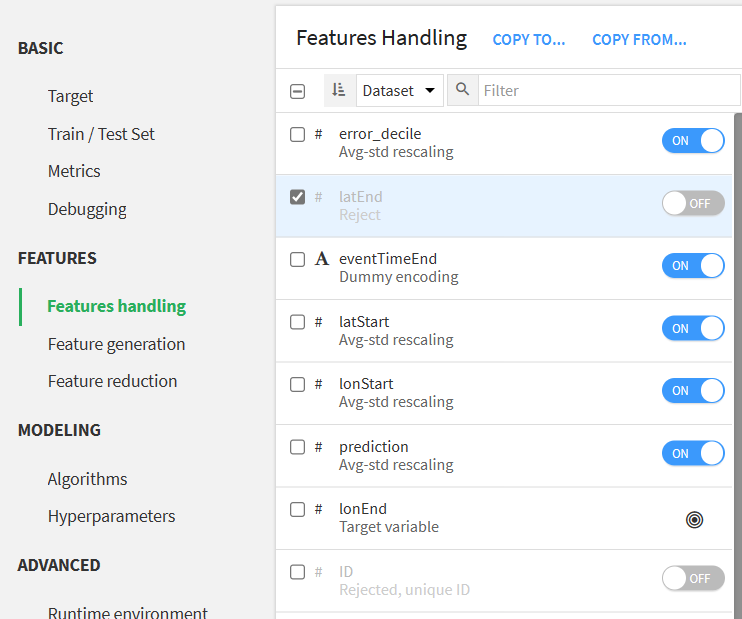 BASIC
Target
Train / Test Set
Metrics
Debugging
FEATURES
Features handling
Feature generation
Feature reduction
MODELING
Algorithms
Hyperparameters
ADVANCED
Runtime environment
Features Handling COPY TO... COPY FROM...
Dataset Filter
# error_decile ON
Avg-std rescaling
# latEnd OFF
Reject
A eventTimeEnd ON
Dummy encoding
# latStart ON
Avg-std rescaling
# lonStart ON
Avg-std rescaling
# prediction ON
Avg-std rescaling
# lonEnd
Target variable
# ID OFF
Rejected, unique ID